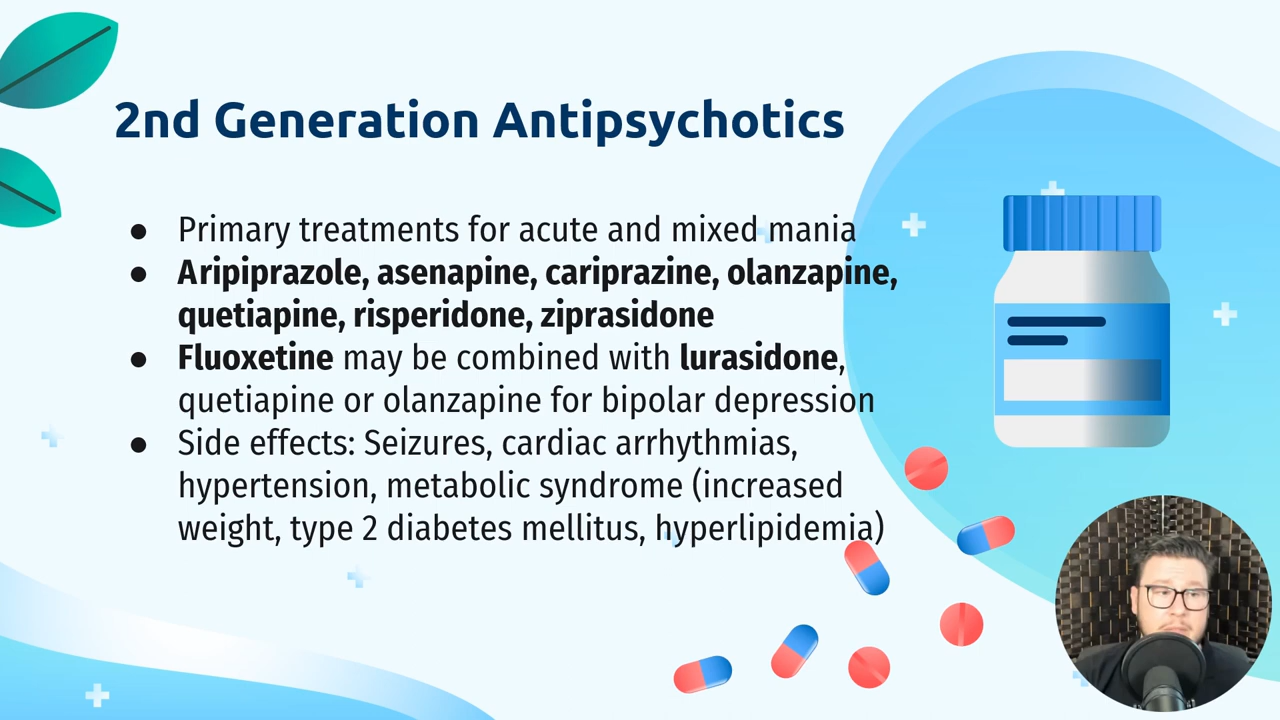 2nd Generation Antipsychotics
● Primary treatments for acute and mixed mania
● Aripiprazole, asenapine, cariprazine, olanzapine,
quetiapine, risperidone, ziprasidone
● Fluoxetine may be combined with lurasidone,
quetiapine or olanzapine for bipolar depression
● Side effects: Seizures, cardiac arrhythmias,
hypertension, metabolic syndrome (increased
weight, type 2 diabetes mellitus, hyperlipidemia)